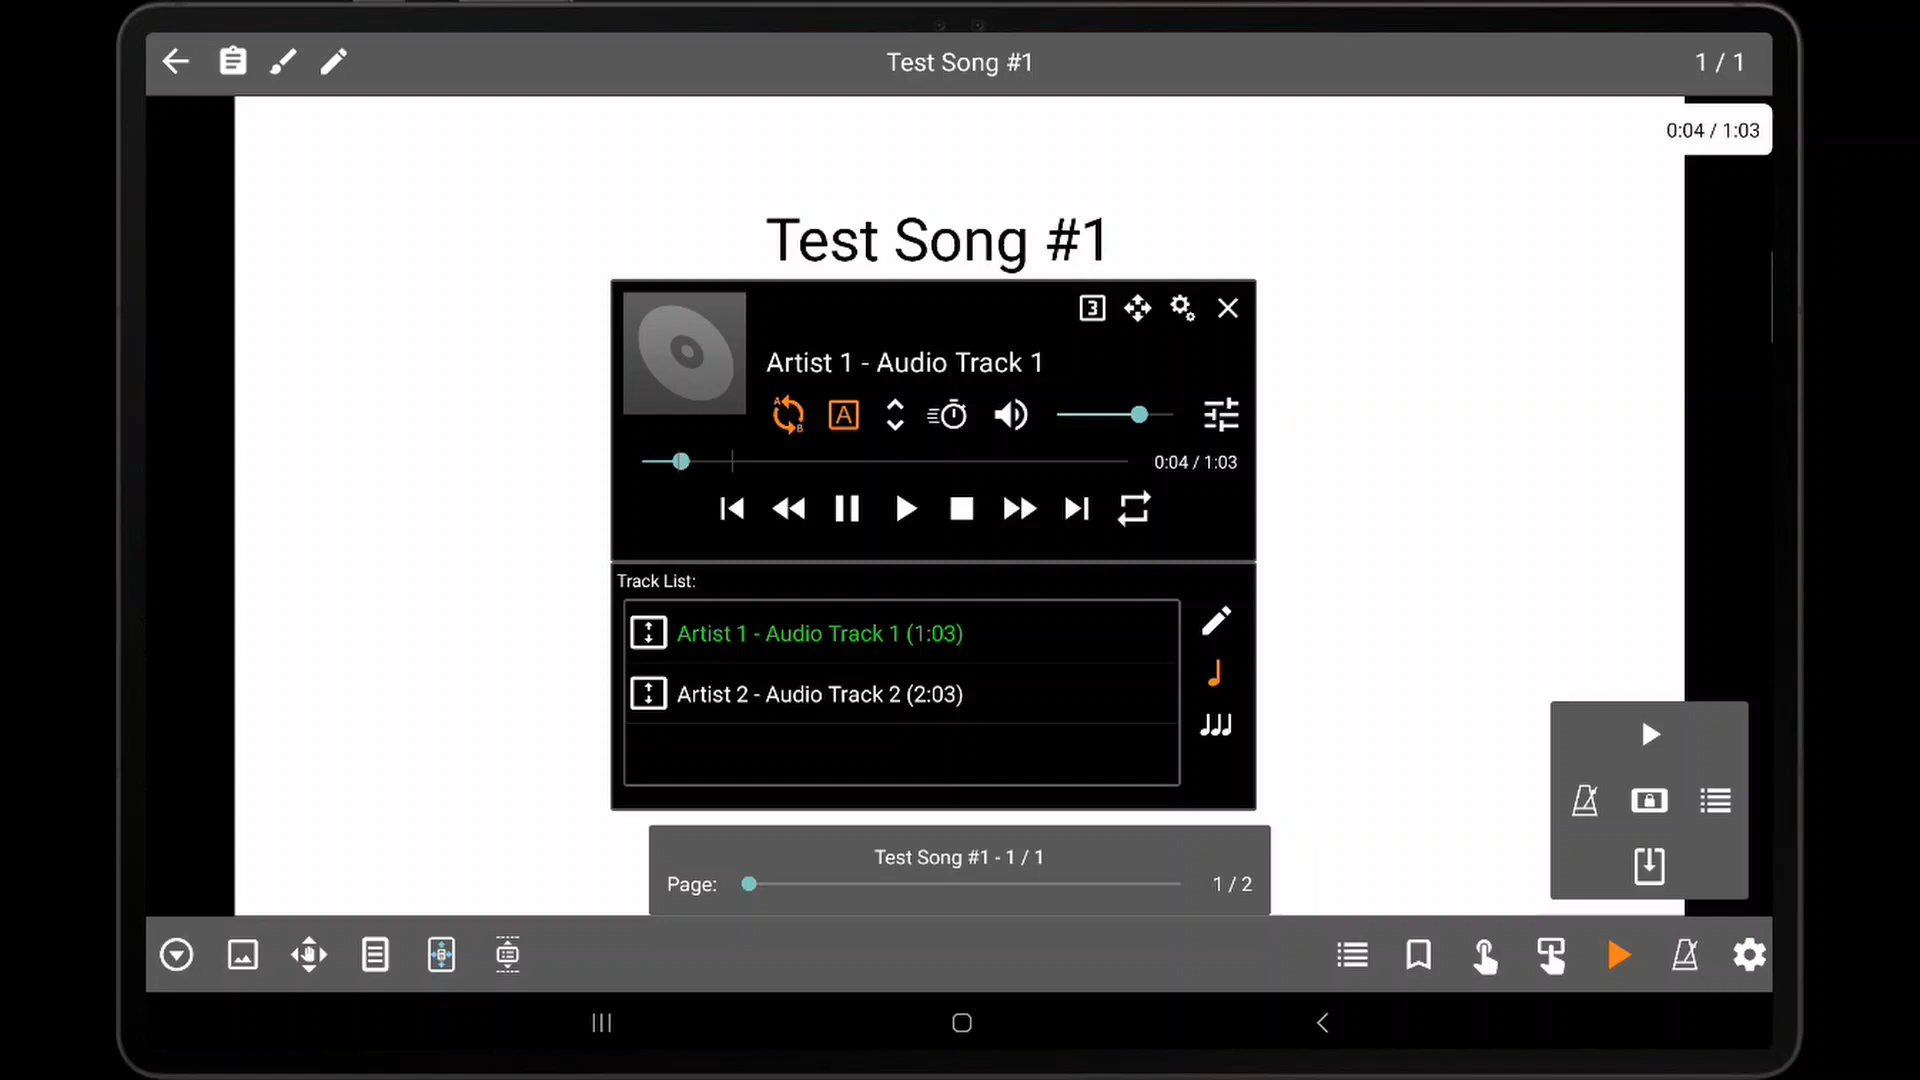 Test Song #1
1 / 1
0:04 / 1:03
Test Song #1
3
Artist 1 - Audio Track 1
A
B
A
0:04 / 1:03
Track List:
Artist 1 - Audio Track 1 (1:03)
Artist 2 - Audio Track 2 (2:03)
Test Song #1 - 1 / 1
Page:
1 / 2